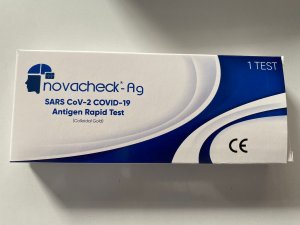 novacheck®-Ag
1 TEST
SARS CoV-2 COVID-19
Antigen Rapid Test
(Colloidal Gold)
CE